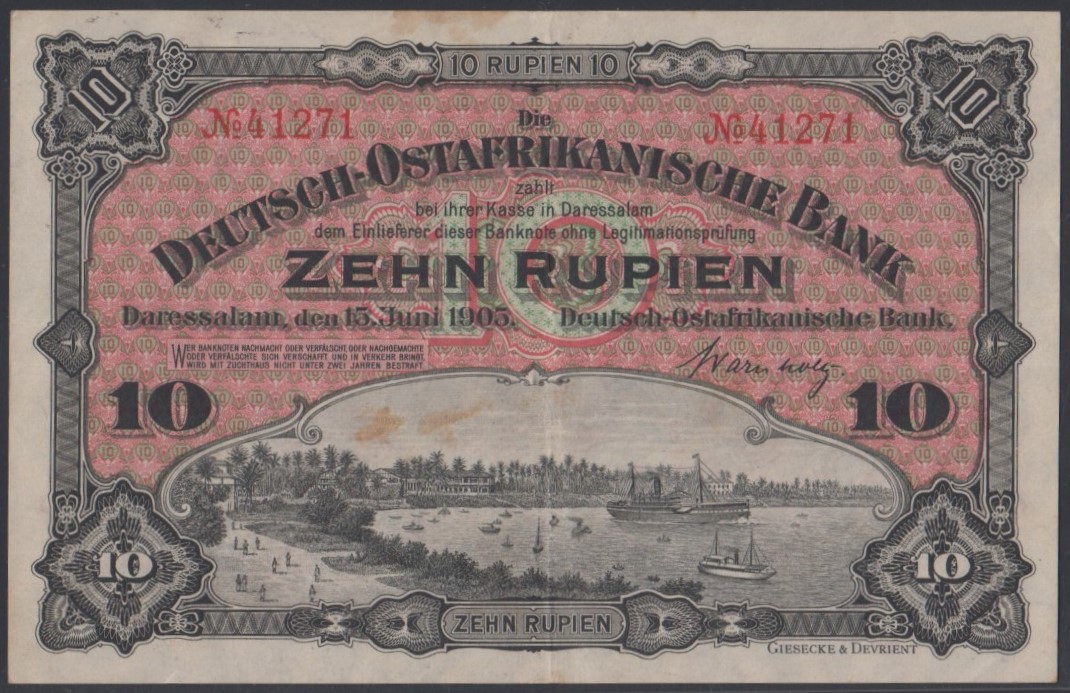 10 RUPIEN 10
10
10
№41271
№41271
Die
DEUTSCH-OSTAFRIKANISCHE BANK
zahlt
bei ihrer Kasse in Daressalam
dem Einlieferer dieser Banknote ohne Legitimationsprüfung
10
ZEHN RUPIEN
Daressalam, den 15. Juni 1905. Deutsch-Ostafrikanische Bank.
WER BANKNOTEN NACHMACHT ODER VERFÄLSCHT, ODER NACHGEMACHTE
ODER VERFÄLSCHTE SICH VERSCHAFFT UND IN VERKEHR BRINGT,
WIRD MIT ZUCHTHAUS NICHT UNTER ZWEI JAHREN BESTRAFT.
Warnholtz.
10
10
10
10
ZEHN RUPIEN
GIESECKE & DEVRIENT